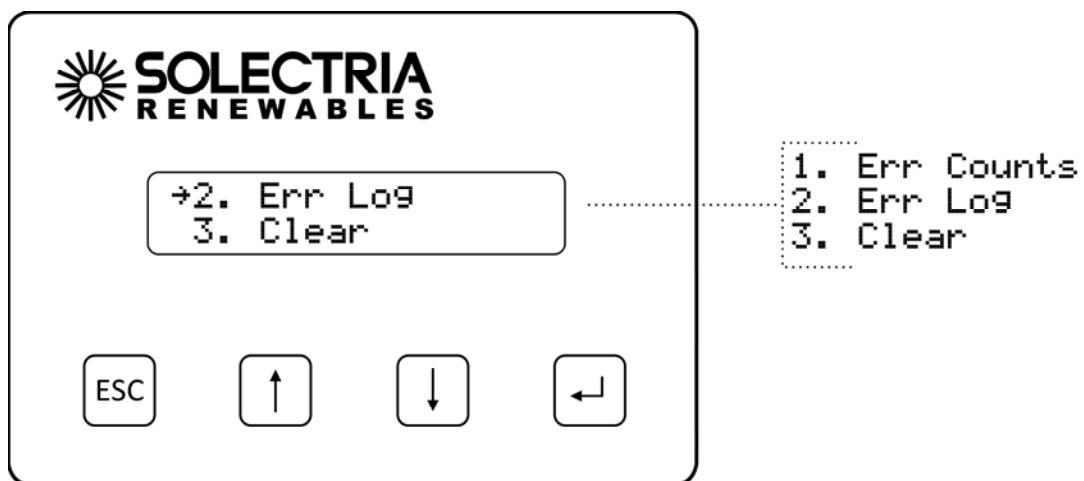 SOLECTRIA
RENEWABLES
→2. Err Log
3. Clear
1. Err Counts
2. Err Log
3. Clear
ESC
↑
↓
↵